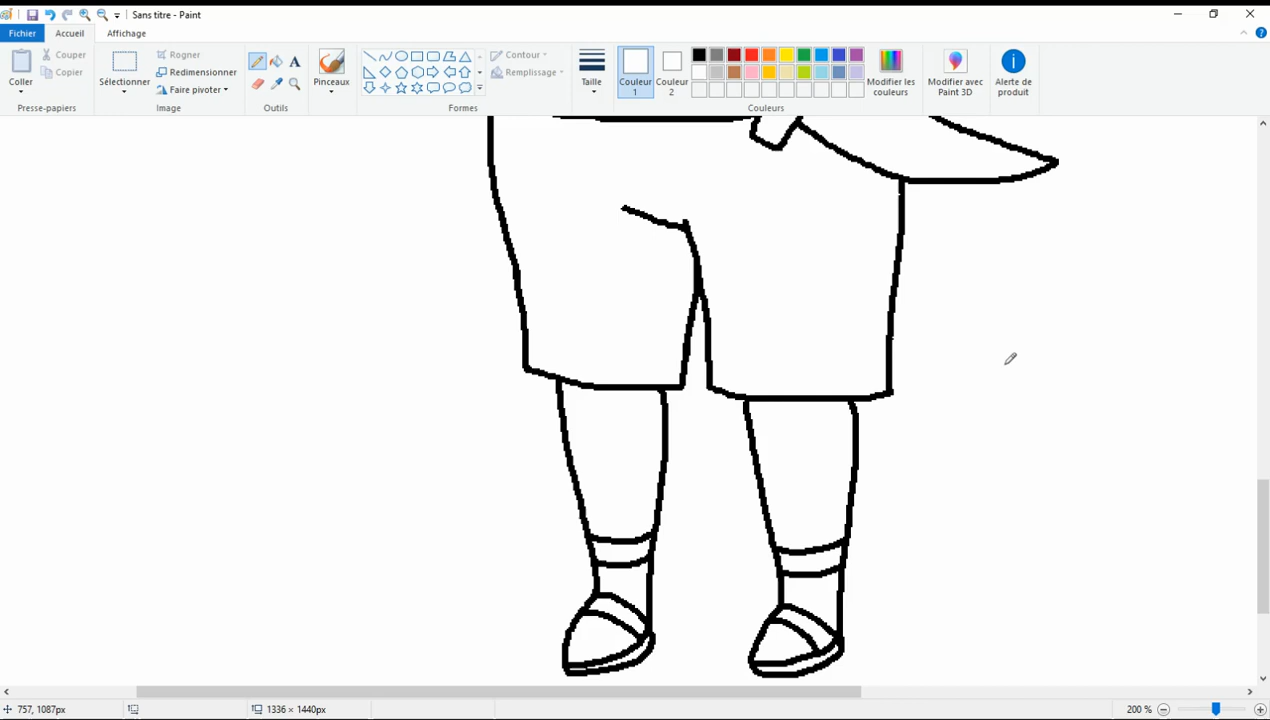 Sans titre - Paint
Fichier Accueil Affichage
Coller
Couper
Copier
Presse-papiers
Sélectionner
Rogner
Redimensionner
Faire pivoter
Image
A
Outils
Pinceaux
Contour
Remplissage
Formes
Taille
Couleur 1
Couleur 2
Modifier les couleurs
Couleurs
Modifier avec Paint 3D
Alerte de produit
757, 1087px
1336 × 1440px
200 %